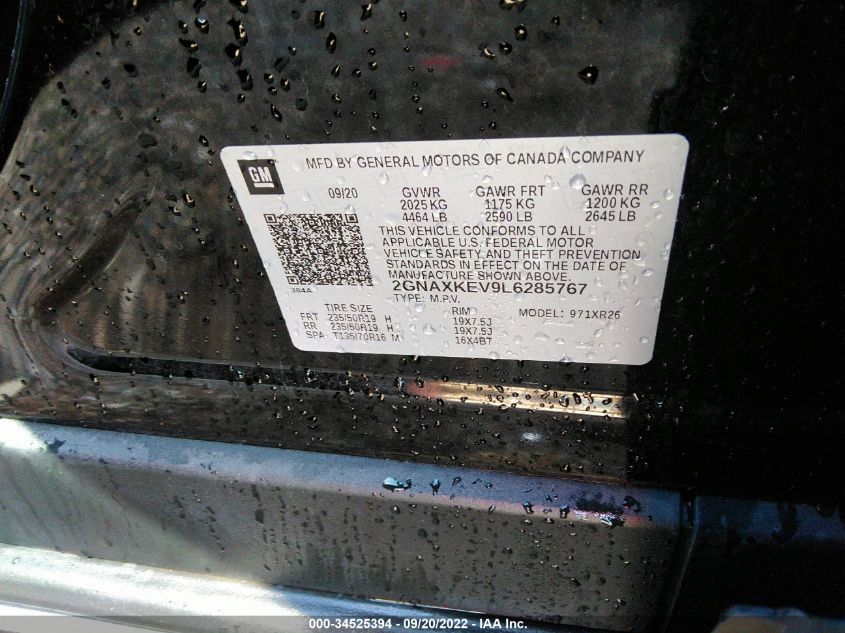 GM
MFD BY GENERAL MOTORS OF CANADA COMPANY
09/20 GVWR GAWR FRT GAWR RR
2025 KG 1175 KG 1200 KG
4464 LB 2590 LB 2645 LB
THIS VEHICLE CONFORMS TO ALL
APPLICABLE U.S. FEDERAL MOTOR
VEHICLE SAFETY AND THEFT PREVENTION
STANDARDS IN EFFECT ON THE DATE OF
MANUFACTURE SHOWN ABOVE.
384A 2GNAXKEV9L6285767
TYPE: M.P.V. MODEL: 971XR26
TIRE SIZE RIM
FRT 235/50R19 H 19X7.5J
RR 235/50R19 H 19X7.5J
SPA T135/70R16 M 16X4BT
000-34525394 - 09/20/2022 - IAA Inc.